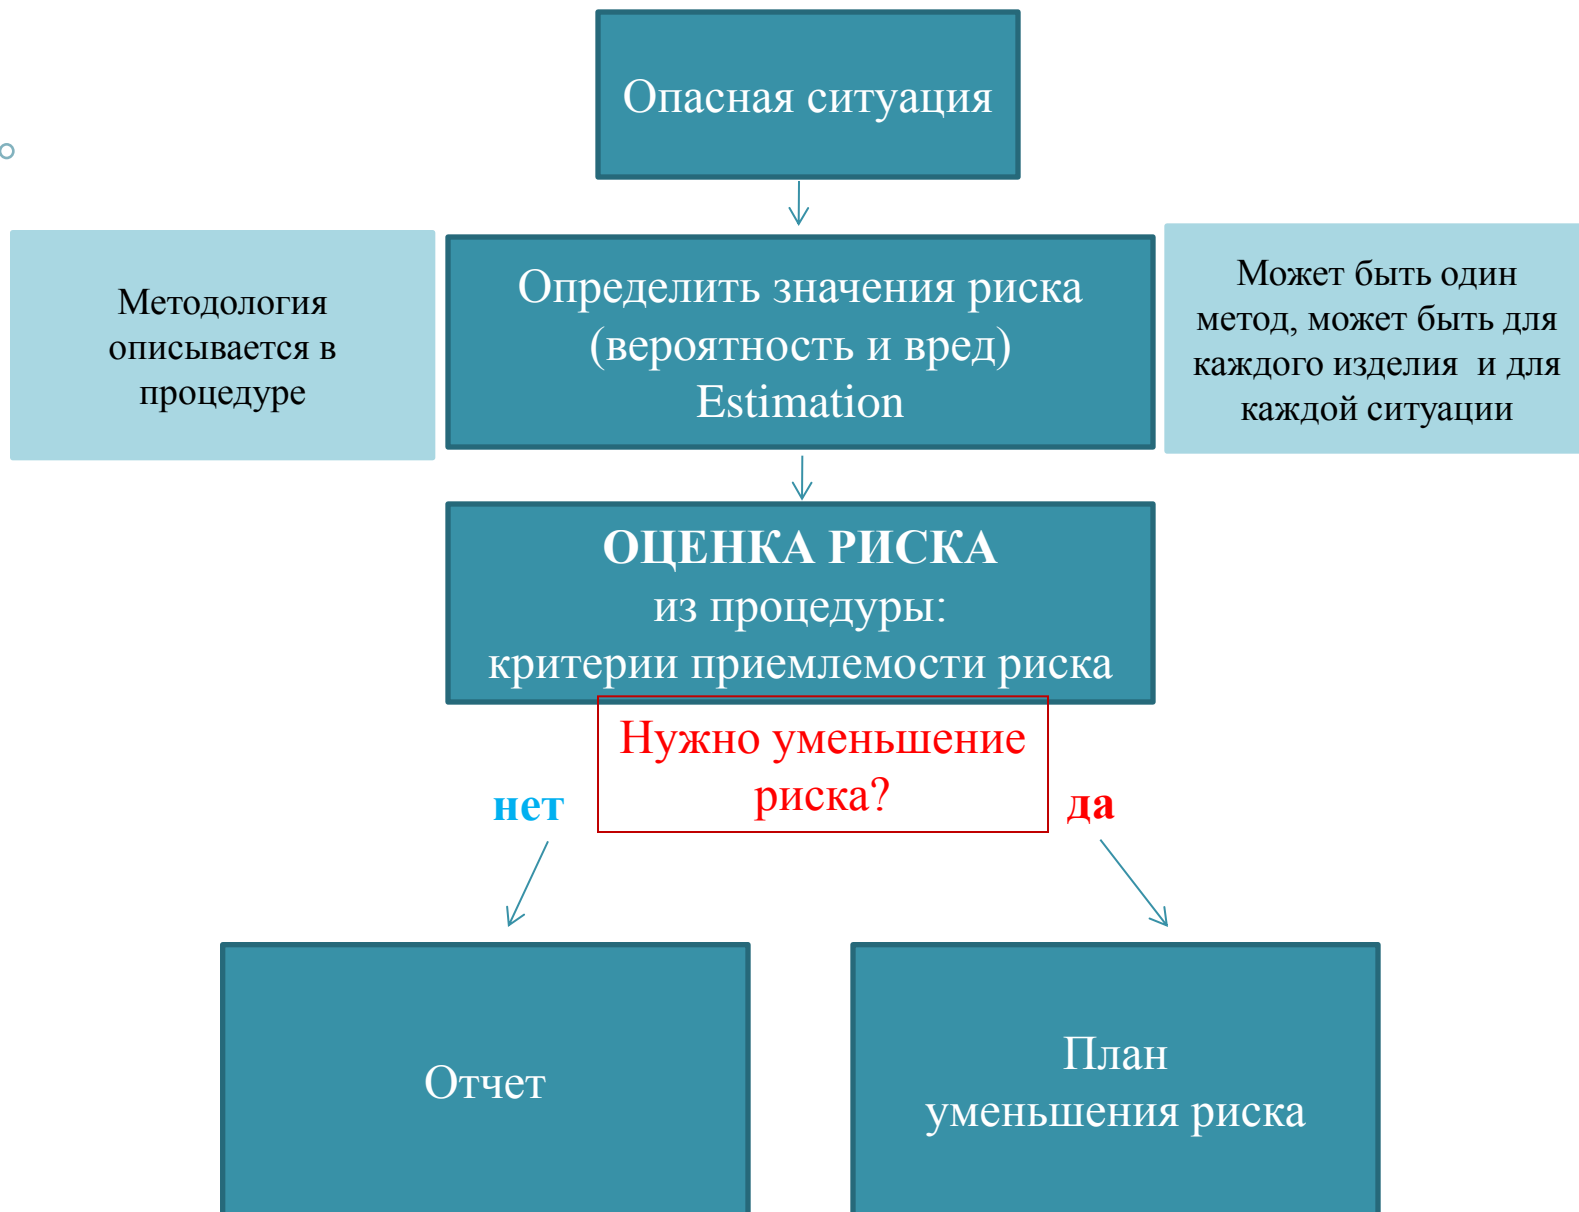 Опасная ситуация
Методология
описывается в
процедуре
Определить значения риска
(вероятность и вред)
Estimation
Может быть один
метод, может быть для
каждого изделия и для
каждой ситуации
ОЦЕНКА РИСКА
из процедуры:
критерии приемлемости риска
Нужно уменьшение
риска?
нет
да
Отчет
План
уменьшения риска